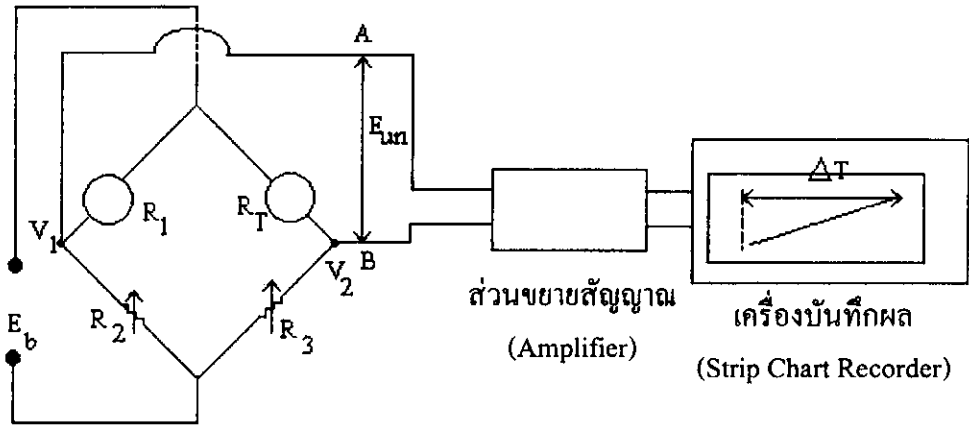 A
E_un
ΔT
R_1
R_T
V_1
B
V_2
R_2
R_3
E_b
ส่วนขยายสัญญาณ
(Amplifier)
เครื่องบันทึกผล
(Strip Chart Recorder)